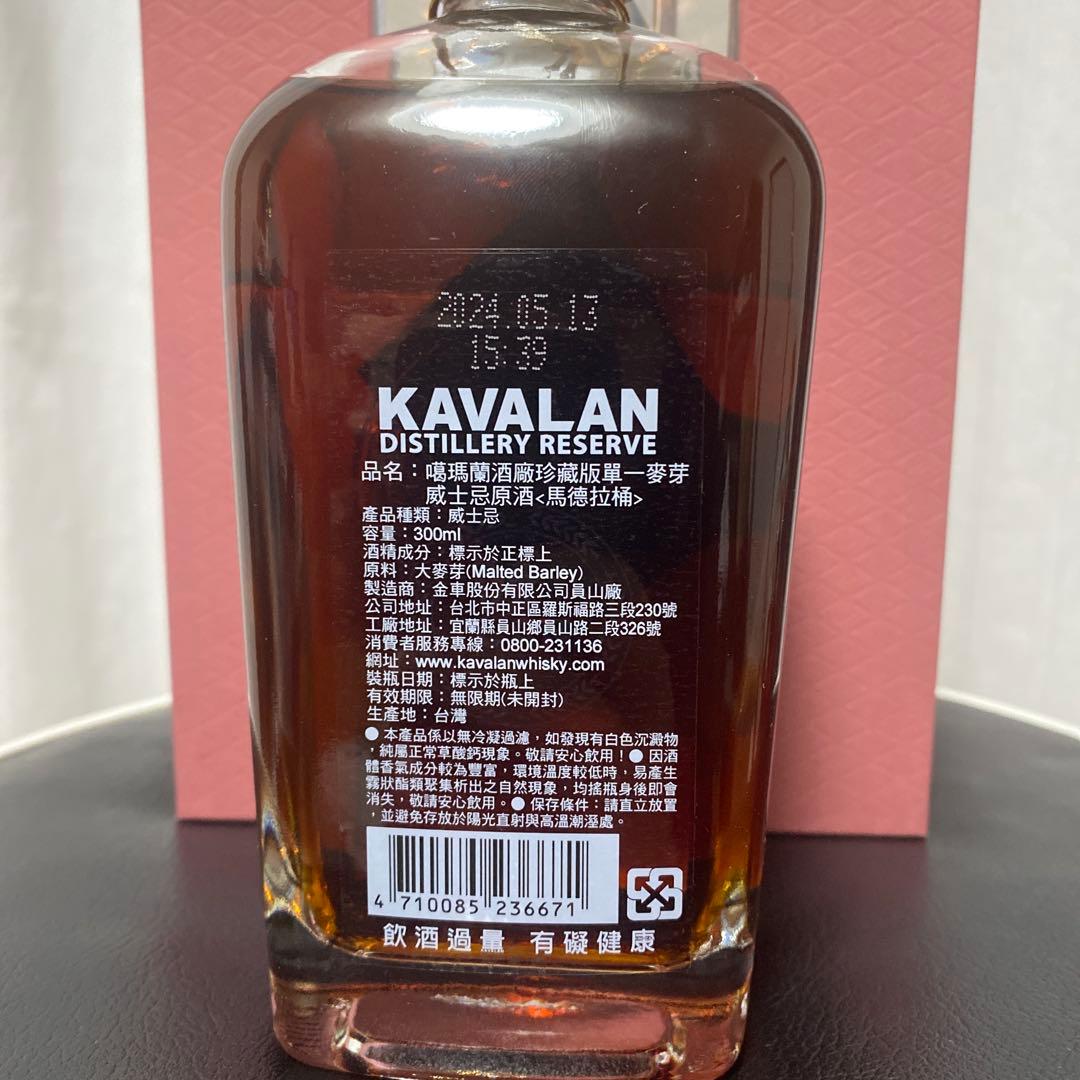 2024.05.13
15:39
KAVALAN
DISTILLERY RESERVE
品名：噶瑪蘭酒廠珍藏版單一麥芽
威士忌原酒<馬德拉桶>
產品種類：威士忌
容量：300ml
酒精成分：標示於正標上
原料：大麥芽(Malted Barley)
製造商：金車股份有限公司員山廠
公司地址：台北市中正區羅斯福路三段230號
工廠地址：宜蘭縣員山鄉員山路二段326號
消費者服務專線：0800-231136
網址：www.kavalanwhisky.com
裝瓶日期：標示於瓶上
有效期限：無限期(未開封)
生產地：台灣
● 本產品係以無冷凝過濾，如發現有白色沉澱物
，純屬正常草酸鈣現象。敬請安心飲用！● 因酒
體香氣成分較為豐富，環境溫度較低時，易產生
霧狀酯類聚集析出之自然現象，均搖瓶身後即會
消失，敬請安心飲用。● 保存條件：請直立放置
，並避免存放於陽光直射與高溫潮溼處。
4 710085 236671
飲酒過量 有礙健康